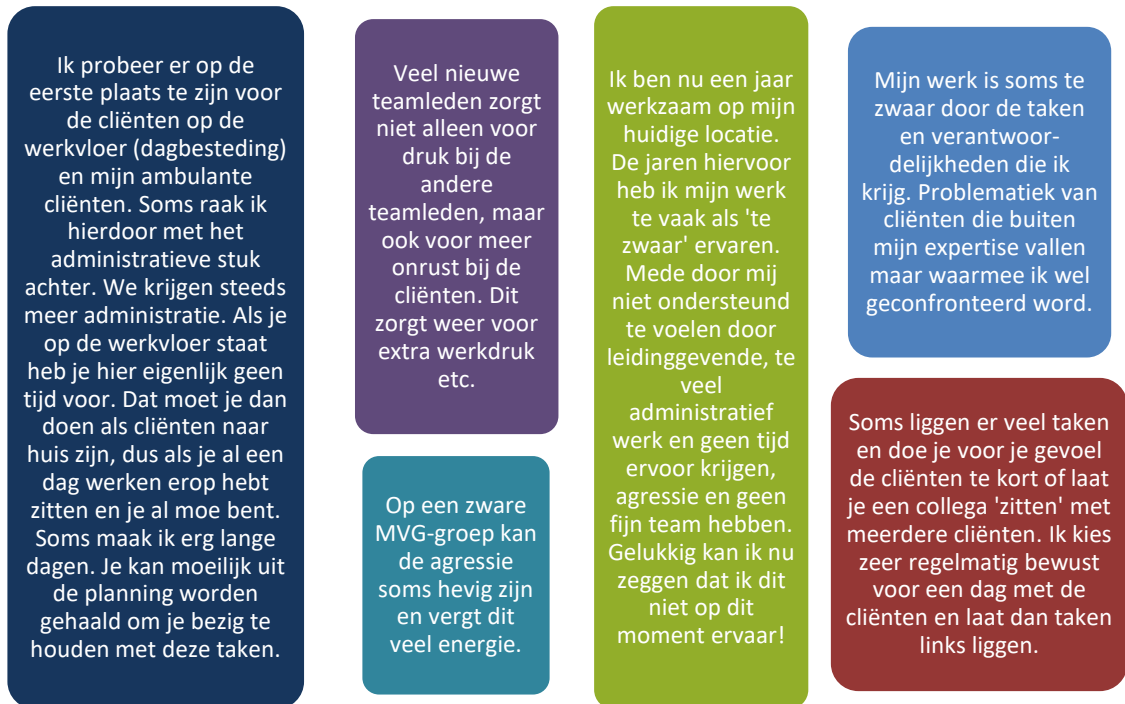 Ik probeer er op de
eerste plaats te zijn voor
de cliënten op de
werkvloer (dagbesteding)
en mijn ambulante
cliënten. Soms raak ik
hierdoor met het
administratieve stuk
achter. We krijgen steeds
meer administratie. Als je
op de werkvloer staat
heb je hier eigenlijk geen
tijd voor. Dat moet je dan
doen als cliënten naar
huis zijn, dus als je al een
dag werken erop hebt
zitten en je al moe bent.
Soms maak ik erg lange
dagen. Je kan moeilijk uit
de planning worden
gehaald om je bezig te
houden met deze taken.
Veel nieuwe
teamleden zorgt
niet alleen voor
druk bij de
andere
teamleden, maar
ook voor meer
onrust bij de
cliënten. Dit
zorgt weer voor
extra werkdruk
etc.
Op een zware
MVG-groep kan
de agressie
soms hevig zijn
en vergt dit
veel energie.
Ik ben nu een jaar
werkzaam op mijn
huidige locatie.
De jaren hiervoor
heb ik mijn werk
te vaak als 'te
zwaar' ervaren.
Mede door mij
niet ondersteund
te voelen door
leidinggevende, te
veel
administratief
werk en geen tijd
ervoor krijgen,
agressie en geen
fijn team hebben.
Gelukkig kan ik nu
zeggen dat ik dit
niet op dit
moment ervaar!
Mijn werk is soms te
zwaar door de taken
en verantwoor-
delijkheden die ik
krijg. Problematiek van
cliënten die buiten
mijn expertise vallen
maar waarmee ik wel
geconfronteerd word.
Soms liggen er veel taken
en doe je voor je gevoel
de cliënten te kort of laat
je een collega 'zitten' met
meerdere cliënten. Ik kies
zeer regelmatig bewust
voor een dag met de
cliënten en laat dan taken
links liggen.